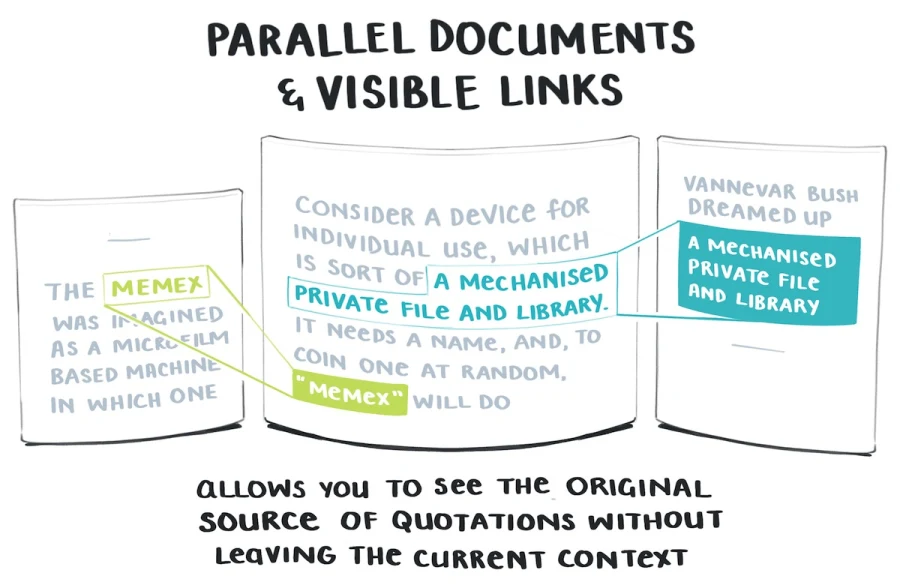 PARALLEL DOCUMENTS
& VISIBLE LINKS
THE MEMEX
WAS IMAGINED
AS A MICROFILM
BASED MACHINE
IN WHICH ONE
CONSIDER A DEVICE FOR
INDIVIDUAL USE, WHICH
IS SORT OF A MECHANISED
PRIVATE FILE AND LIBRARY.
IT NEEDS A NAME, AND, TO
COIN ONE AT RANDOM,
"MEMEX" WILL DO
VANNEVAR BUSH
DREAMED UP
A MECHANISED
PRIVATE FILE
AND LIBRARY
ALLOWS YOU TO SEE THE ORIGINAL
SOURCE OF QUOTATIONS WITHOUT
LEAVING THE CURRENT CONTEXT